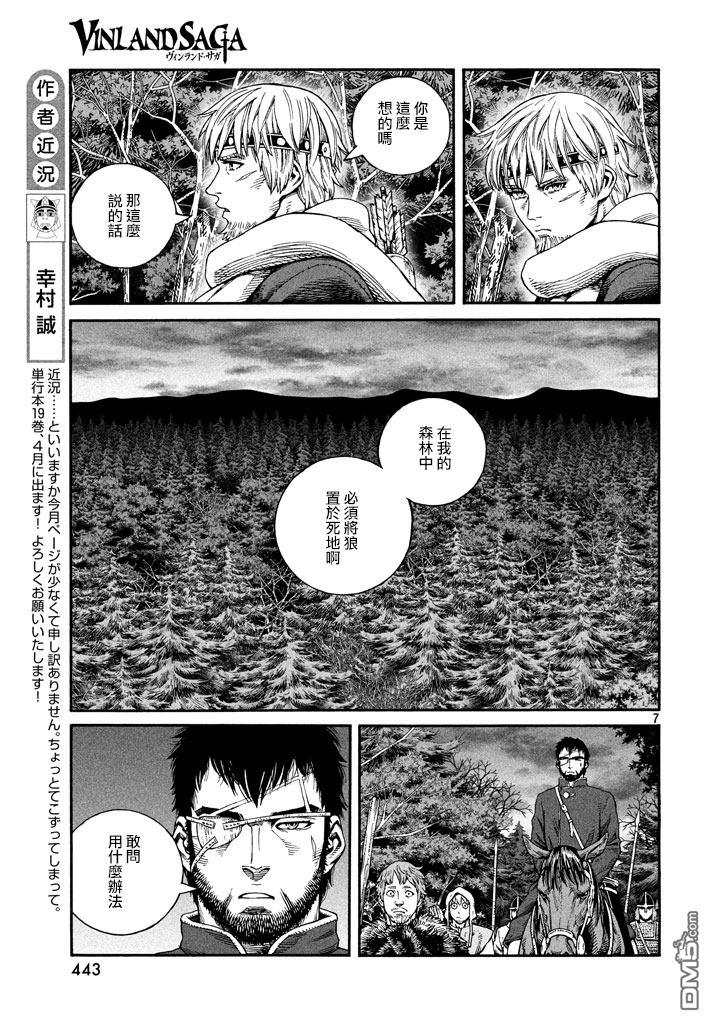 VINLAND SAGA
ヴィンランド・サガ
你是
這麼
想的嗎
那這麼
説的話
在我的
森林中
必須將狼
置於死地啊
7
敢問
用什麼
辦法
作者近況
幸村誠
近況……といいますか今月ページが少なくて申し訳ありません。ちょっとてこずってしまって。
単行本19巻、4月に出ます！よろしくお願いいたします！
443
DM5.com